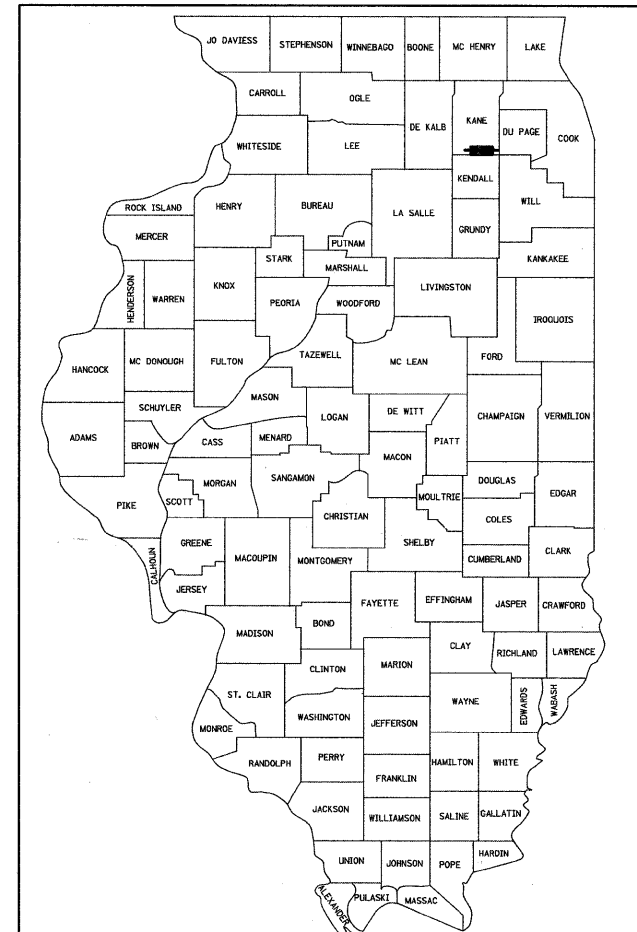 JO DAVIESS
STEPHENSON
WINNEBAGO
BOONE
MC HENRY
LAKE
CARROLL
OGLE
DE KALB
KANE
DU PAGE
COOK
WHITESIDE
LEE
KENDALL
WILL
ROCK ISLAND
HENRY
BUREAU
LA SALLE
GRUNDY
MERCER
PUTNAM
KANKAKEE
STARK
MARSHALL
HENDERSON
WARREN
KNOX
PEORIA
WOODFORD
LIVINGSTON
IROQUOIS
HANCOCK
MC DONOUGH
FULTON
TAZEWELL
MC LEAN
FORD
MASON
SCHUYLER
LOGAN
DE WITT
CHAMPAIGN
VERMILION
ADAMS
BROWN
CASS
MENARD
PIATT
MACON
MORGAN
SANGAMON
DOUGLAS
EDGAR
PIKE
SCOTT
CHRISTIAN
MOULTRIE
COLES
GREENE
MACOUPIN
MONTGOMERY
SHELBY
CUMBERLAND
CLARK
CALHOUN
JERSEY
FAYETTE
EFFINGHAM
JASPER
CRAWFORD
MADISON
BOND
CLAY
RICHLAND
LAWRENCE
CLINTON
MARION
ST. CLAIR
WAYNE
EDWARDS
WABASH
WASHINGTON
JEFFERSON
MONROE
RANDOLPH
PERRY
HAMILTON
WHITE
FRANKLIN
JACKSON
WILLIAMSON
SALINE
GALLATIN
UNION
JOHNSON
POPE
HARDIN
ALEXANDER
PULASKI
MASSAC